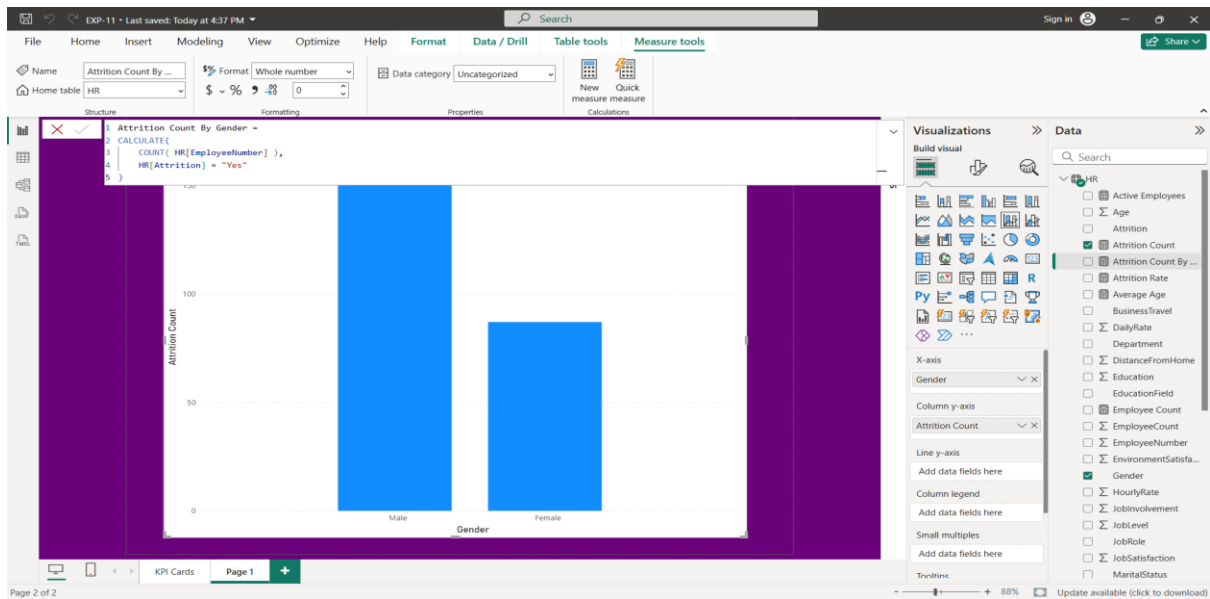 EXP-11 • Last saved: Today at 4:37 PM
Search
Sign in
File Home Insert Modeling View Optimize Help Format Data / Drill Table tools Measure tools
Share
Name Attrition Count By ...
Home table HR
Structure
Format Whole number
$ % 9 .00 0
Formatting
Data category Uncategorized
Properties
New measure
Quick measure
Calculations
1 Attrition Count By Gender =
2 CALCULATE(
3 COUNT( HR[EmployeeNumber] ),
4 HR[Attrition] = "Yes"
5 )
150
100
50
0
Attrition Count
Male
Female
Gender
Visualizations
Build visual
R
Py
X-axis
Gender
Column y-axis
Attrition Count
Line y-axis
Add data fields here
Column legend
Add data fields here
Small multiples
Add data fields here
Tooltips
Data
Search
HR
Active Employees
Age
Attrition
Attrition Count
Attrition Count By ...
Attrition Rate
Average Age
BusinessTravel
DailyRate
Department
DistanceFromHome
Education
EducationField
Employee Count
EmployeeCount
EmployeeNumber
EnvironmentSatisfa...
Gender
HourlyRate
JobInvolvement
JobLevel
JobRole
JobSatisfaction
MaritalStatus
KPI Cards
Page 1
Page 2 of 2
88%
Update available (click to download)